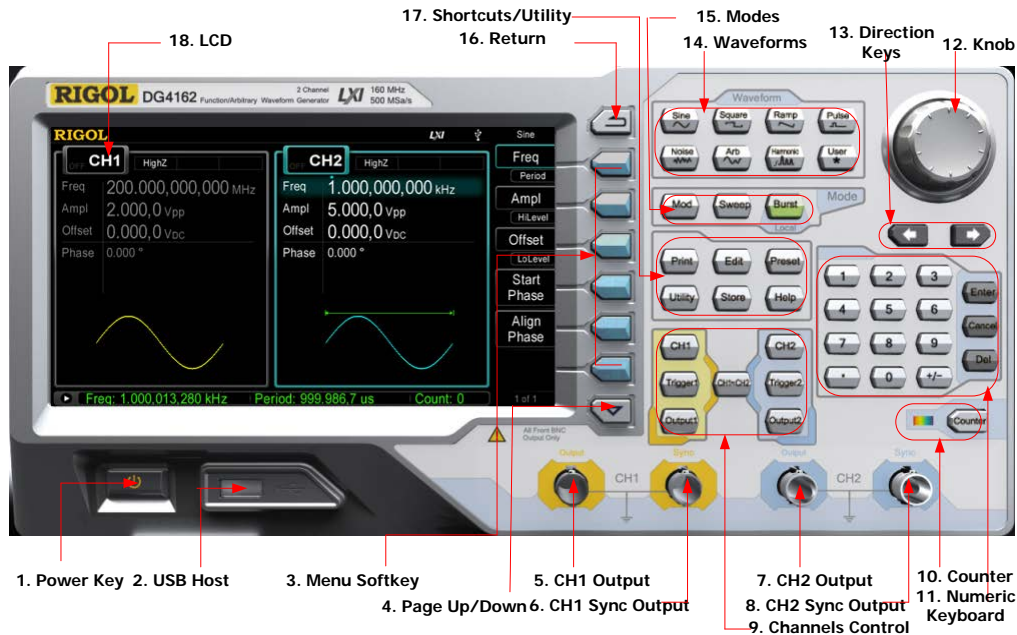 17. Shortcuts/Utility
15. Modes
18. LCD
16. Return
14. Waveforms
13. Direction Keys
12. Knob
RIGOL DG4162 Function/Arbitrary Waveform Generator
2 Channel
LXI
160 MHz
500 MSa/s
RIGOL LXI Sine
OFF CH1 HighZ
Freq 200.000,000,000 MHz
Ampl 2.000,0 Vpp
Offset 0.000,0 VDC
Phase 0.000 °
OFF CH2 HighZ
Freq 1.000,000,000 kHz
Ampl 5.000,0 Vpp
Offset 0.000,0 VDC
Phase 0.000 °
Freq
Period
Ampl
HiLevel
Offset
LoLevel
Start
Phase
Align
Phase
1 of 1
Freq: 1.000,013,280 kHz Period: 999.986,7 us Count: 0
Waveform
Sine Square Ramp Pulse
Noise Arb Harmonic User
Mod Sweep Burst Mode
Local
Print Edit Preset
Utility Store Help
CH1 CH2
Trigger1 CH1⇋CH2 Trigger2
Output1 Output2
1 2 3 Enter
4 5 6 Cancel
7 8 9 Del
. 0 +/-
Counter
All Front BNC
Output Only
Output CH1 Sync
Output CH2 Sync
1. Power Key
2. USB Host
3. Menu Softkey
4. Page Up/Down
5. CH1 Output
6. CH1 Sync Output
7. CH2 Output
8. CH2 Sync Output
9. Channels Control
10. Counter
11. Numeric
Keyboard